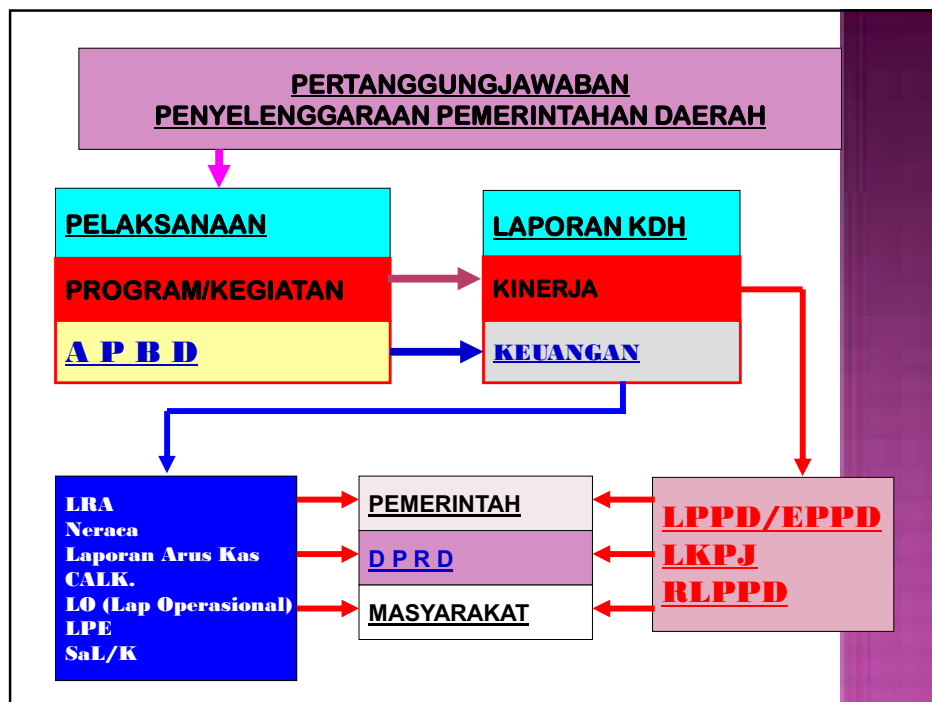 PERTANGGUNGJAWABAN
PENYELENGGARAAN PEMERINTAHAN DAERAH
PELAKSANAAN
PROGRAM/KEGIATAN
A P B D
LAPORAN KDH
KINERJA
KEUANGAN
LRA
Neraca
Laporan Arus Kas
CALK.
LO (Lap Operasional)
LPE
SaL/K
PEMERINTAH
D P R D
MASYARAKAT
LPPD/EPPD
LKPJ
RLPPD